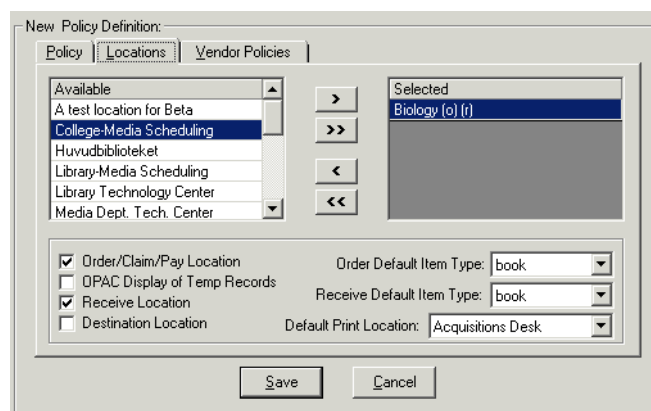 New Policy Definition:
Policy Locations Vendor Policies
Available
A test location for Beta
College-Media Scheduling
Huvudbiblioteket
Library-Media Scheduling
Library Technology Center
Media Dept. Tech. Center
>
>>
<
<<
Selected
Biology (o) (r)
Order/Claim/Pay Location
OPAC Display of Temp Records
Receive Location
Destination Location
Order Default Item Type: book
Receive Default Item Type: book
Default Print Location: Acquisitions Desk
Save Cancel